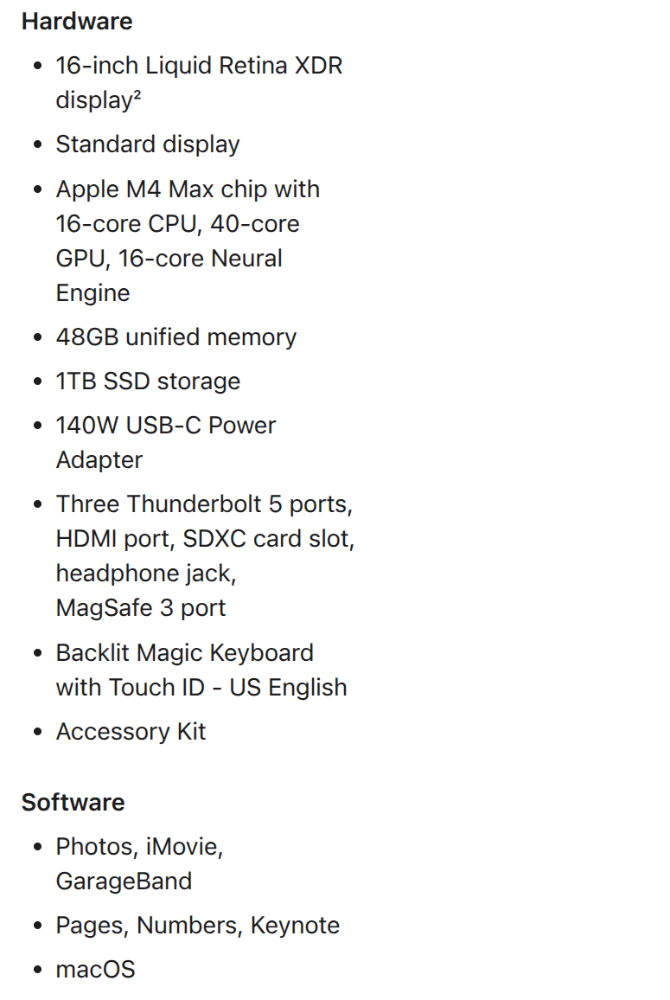 Hardware
16-inch Liquid Retina XDR
display²
Standard display
Apple M4 Max chip with
16-core CPU, 40-core
GPU, 16-core Neural
Engine
48GB unified memory
1TB SSD storage
140W USB-C Power
Adapter
Three Thunderbolt 5 ports,
HDMI port, SDXC card slot,
headphone jack,
MagSafe 3 port
Backlit Magic Keyboard
with Touch ID - US English
Accessory Kit
Software
Photos, iMovie,
GarageBand
Pages, Numbers, Keynote
macOS